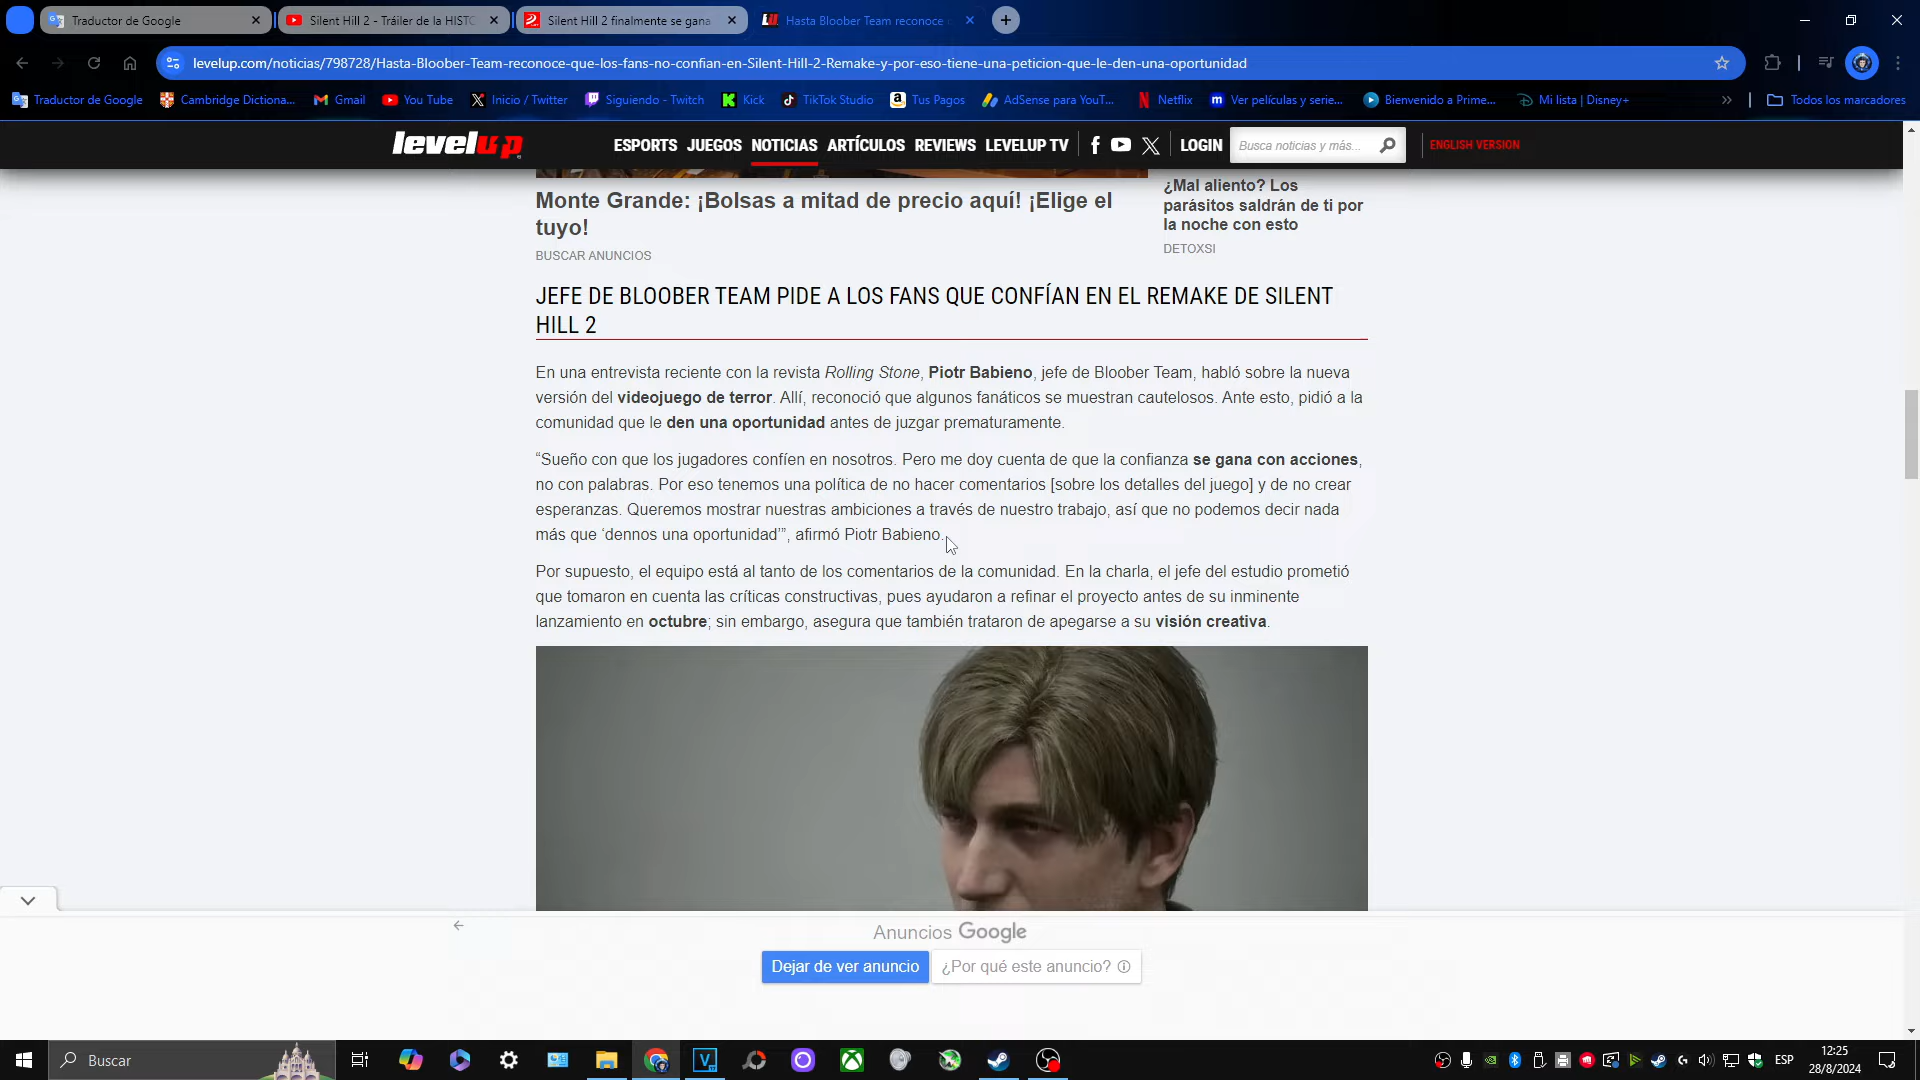 Traductor de Google
Silent Hill 2 - Tráiler de la HISTO
Silent Hill 2 finalmente se gana
Hasta Bloober Team reconoce
levelup.com/noticias/798728/Hasta-Bloober-Team-reconoce-que-los-fans-no-confian-en-Silent-Hill-2-Remake-y-por-eso-tiene-una-peticion-que-le-den-una-oportunidad
Traductor de Google
Cambridge Dictiona...
Gmail
You Tube
Inicio / Twitter
Siguiendo - Twitch
Kick
TikTok Studio
Tus Pagos
AdSense para YouT...
Netflix
Ver películas y serie...
Bienvenido a Prime...
Mi lista | Disney+
Todos los marcadores
levelup
ESPORTS JUEGOS NOTICIAS ARTÍCULOS REVIEWS LEVELUP TV LOGIN Busca noticias y más... ENGLISH VERSION
Monte Grande: ¡Bolsas a mitad de precio aquí! ¡Elige el
tuyo!
BUSCAR ANUNCIOS
¿Mal aliento? Los
parásitos saldrán de ti por
la noche con esto
DETOXSI
JEFE DE BLOOBER TEAM PIDE A LOS FANS QUE CONFÍAN EN EL REMAKE DE SILENT
HILL 2
En una entrevista reciente con la revista Rolling Stone, Piotr Babieno, jefe de Bloober Team, habló sobre la nueva
versión del videojuego de terror. Allí, reconoció que algunos fanáticos se muestran cautelosos. Ante esto, pidió a la
comunidad que le den una oportunidad antes de juzgar prematuramente.
“Sueño con que los jugadores confíen en nosotros. Pero me doy cuenta de que la confianza se gana con acciones,
no con palabras. Por eso tenemos una política de no hacer comentarios [sobre los detalles del juego] y de no crear
esperanzas. Queremos mostrar nuestras ambiciones a través de nuestro trabajo, así que no podemos decir nada
más que ‘dennos una oportunidad’”, afirmó Piotr Babieno.
Por supuesto, el equipo está al tanto de los comentarios de la comunidad. En la charla, el jefe del estudio prometió
que tomaron en cuenta las críticas constructivas, pues ayudaron a refinar el proyecto antes de su inminente
lanzamiento en octubre; sin embargo, asegura que también trataron de apegarse a su visión creativa.
Anuncios Google
Dejar de ver anuncio
¿Por qué este anuncio?
Buscar
ESP
12:25
28/8/2024